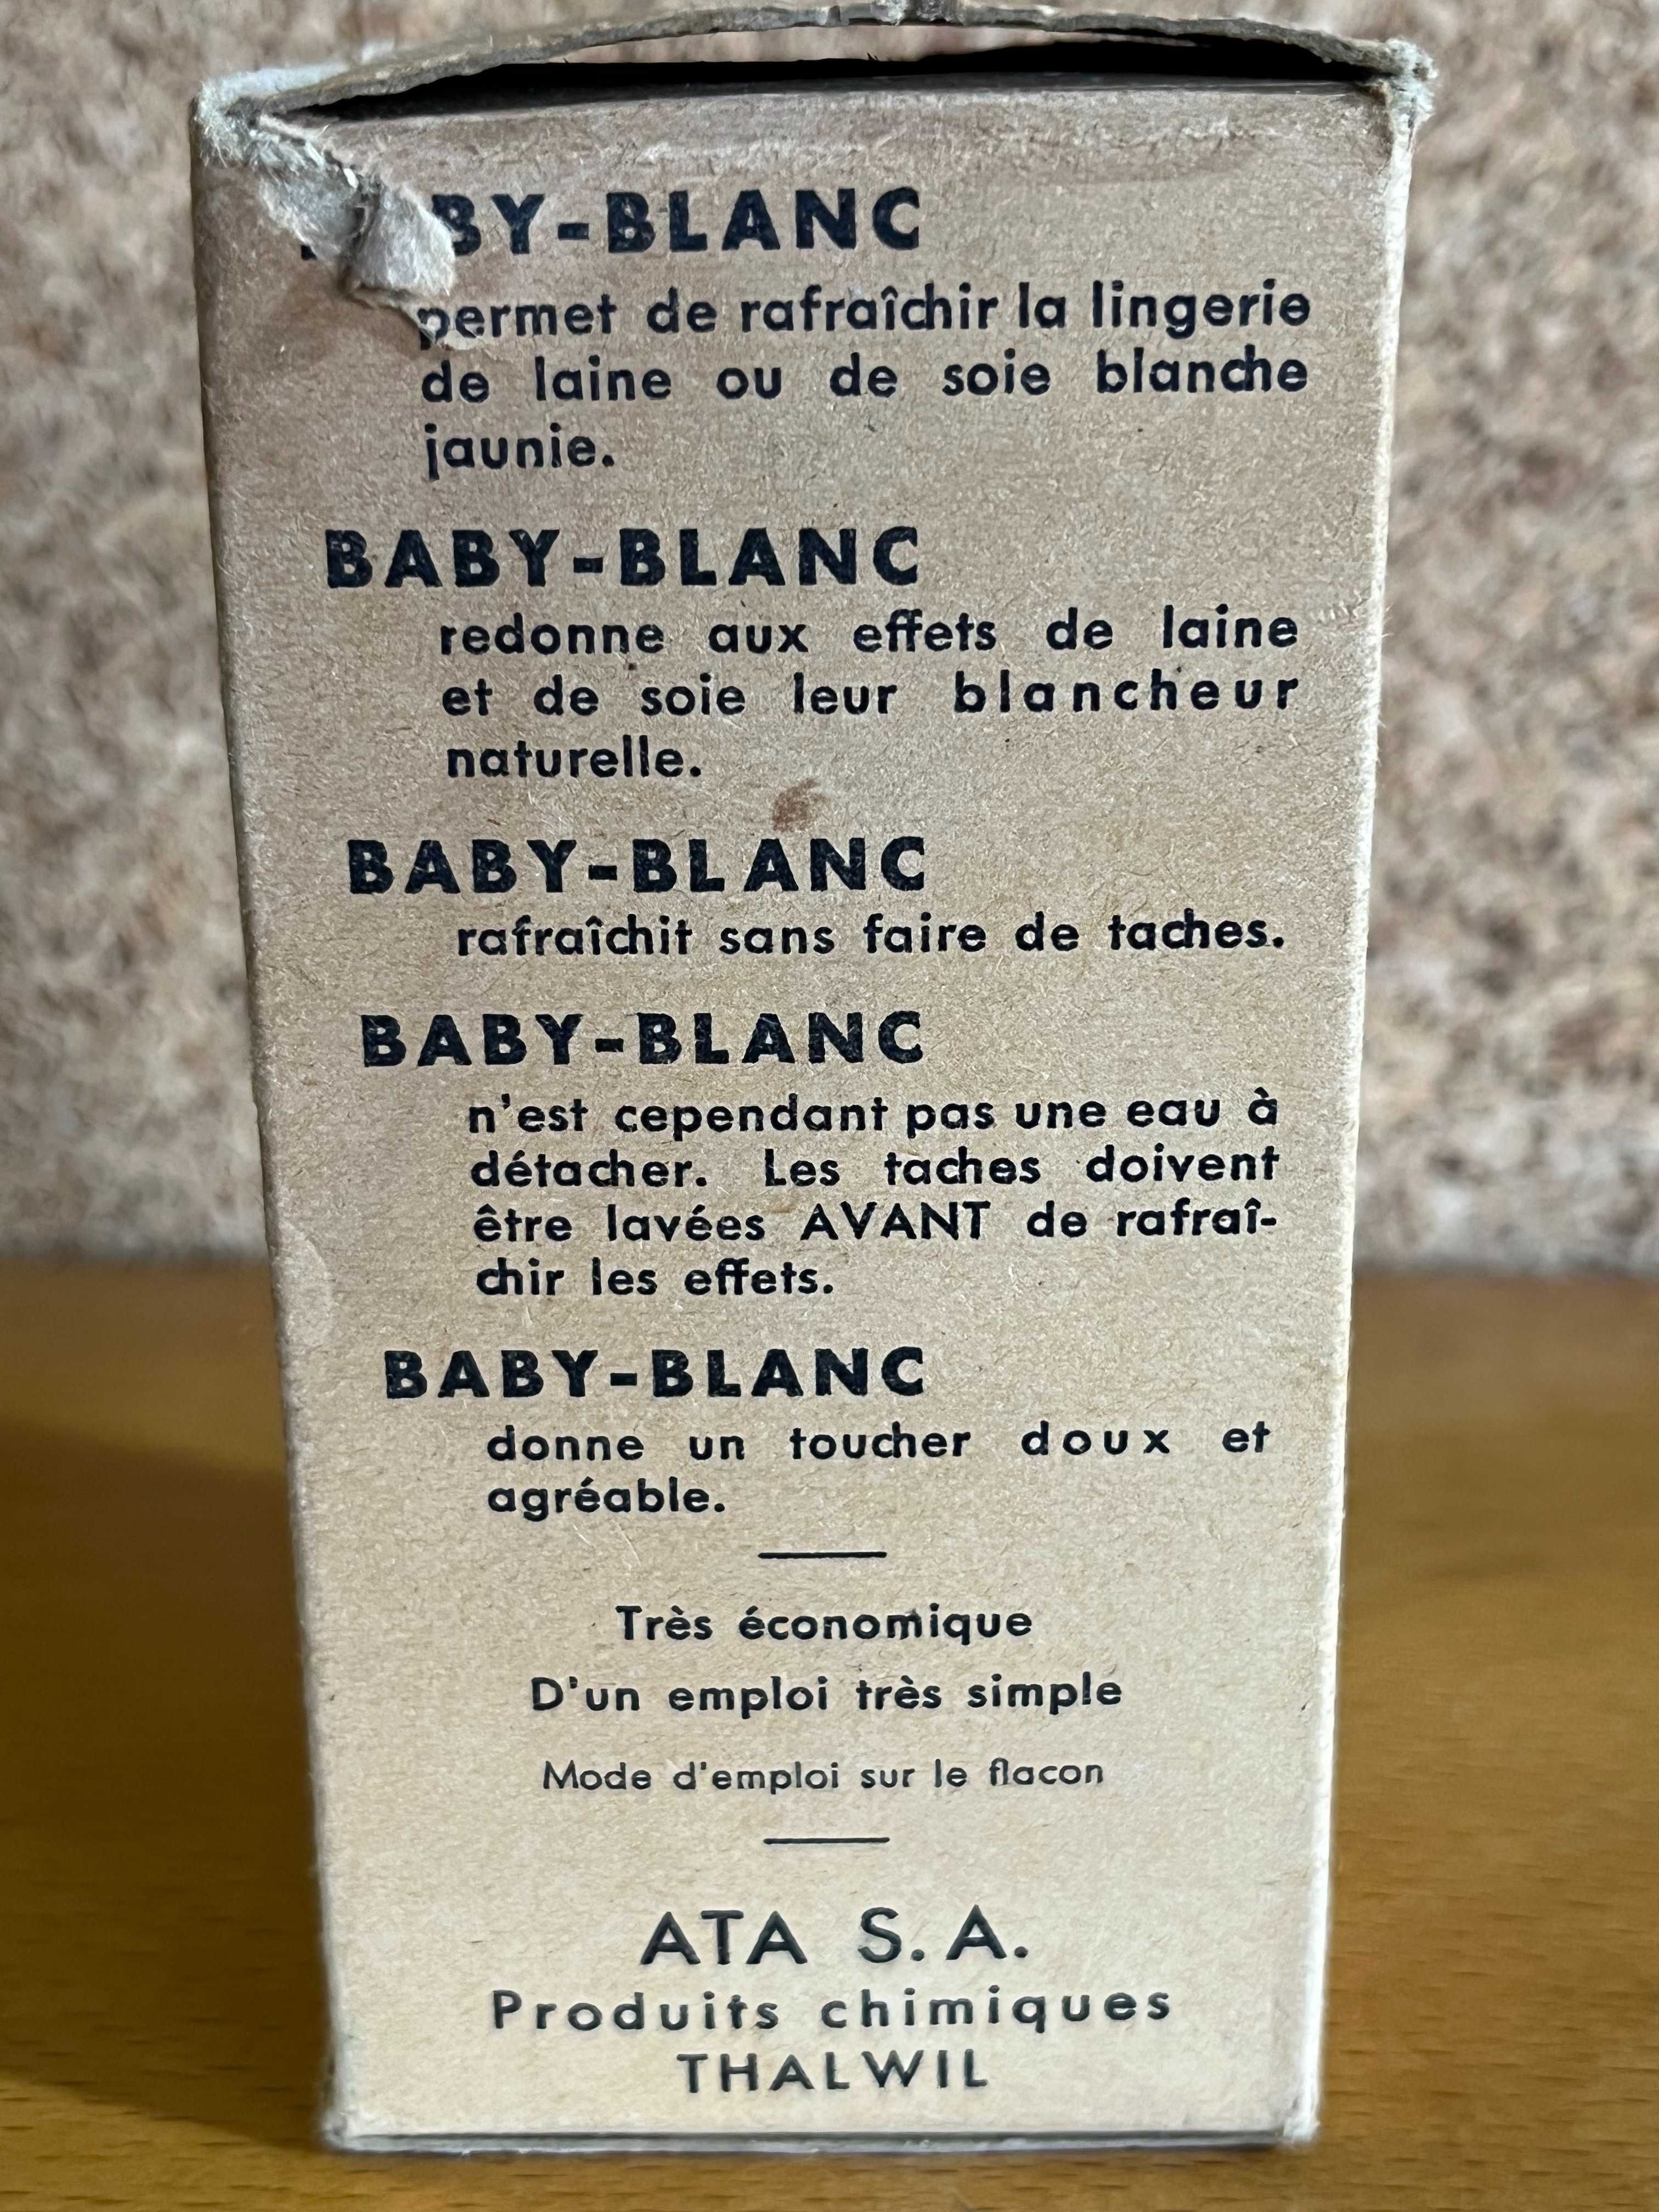 BY-BLANC
permet de rafraîchir la lingerie
de laine ou de soie blanche
jaunie.
BABY-BLANC
redonne aux effets de laine
et de soie leur blancheur
naturelle.
BABY-BLANC
rafraîchit sans faire de taches.
BABY-BLANC
n'est cependant pas une eau à
détacher. Les taches doivent
être lavées AVANT de rafraî-
chir les effets.
BABY-BLANC
donne un toucher doux et
agréable.
Très économique
D'un emploi très simple
Mode d'emploi sur le flacon
ATA S.A.
Produits chimiques
THALWIL